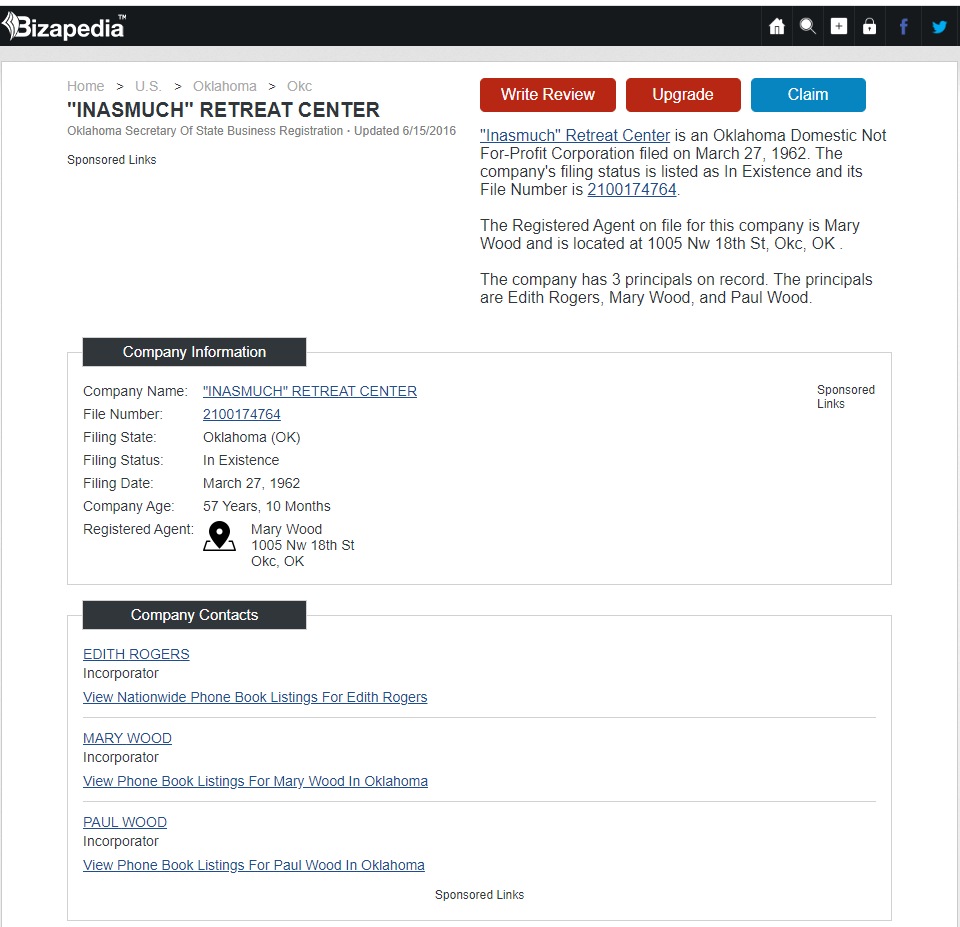 Bizapedia™
Home > U.S. > Oklahoma > Okc
"INASMUCH" RETREAT CENTER
Oklahoma Secretary Of State Business Registration · Updated 6/15/2016
Sponsored Links
Write Review Upgrade Claim
"Inasmuch" Retreat Center is an Oklahoma Domestic Not
For-Profit Corporation filed on March 27, 1962. The
company's filing status is listed as In Existence and its
File Number is 2100174764.
The Registered Agent on file for this company is Mary
Wood and is located at 1005 Nw 18th St, Okc, OK .
The company has 3 principals on record. The principals
are Edith Rogers, Mary Wood, and Paul Wood.
Company Information
Company Name: "INASMUCH" RETREAT CENTER
File Number: 2100174764
Filing State: Oklahoma (OK)
Filing Status: In Existence
Filing Date: March 27, 1962
Company Age: 57 Years, 10 Months
Registered Agent: Mary Wood
1005 Nw 18th St
Okc, OK
Sponsored
Links
Company Contacts
EDITH ROGERS
Incorporator
View Nationwide Phone Book Listings For Edith Rogers
MARY WOOD
Incorporator
View Phone Book Listings For Mary Wood In Oklahoma
PAUL WOOD
Incorporator
View Phone Book Listings For Paul Wood In Oklahoma
Sponsored Links